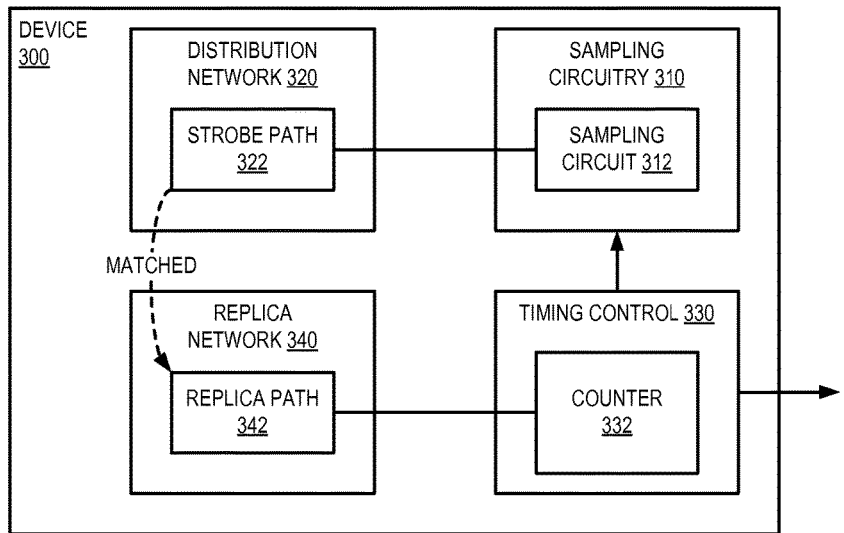 DEVICE
300
DISTRIBUTION
NETWORK 320
STROBE PATH
322
SAMPLING
CIRCUITRY 310
SAMPLING
CIRCUIT 312
MATCHED
REPLICA
NETWORK 340
REPLICA PATH
342
TIMING CONTROL 330
COUNTER
332